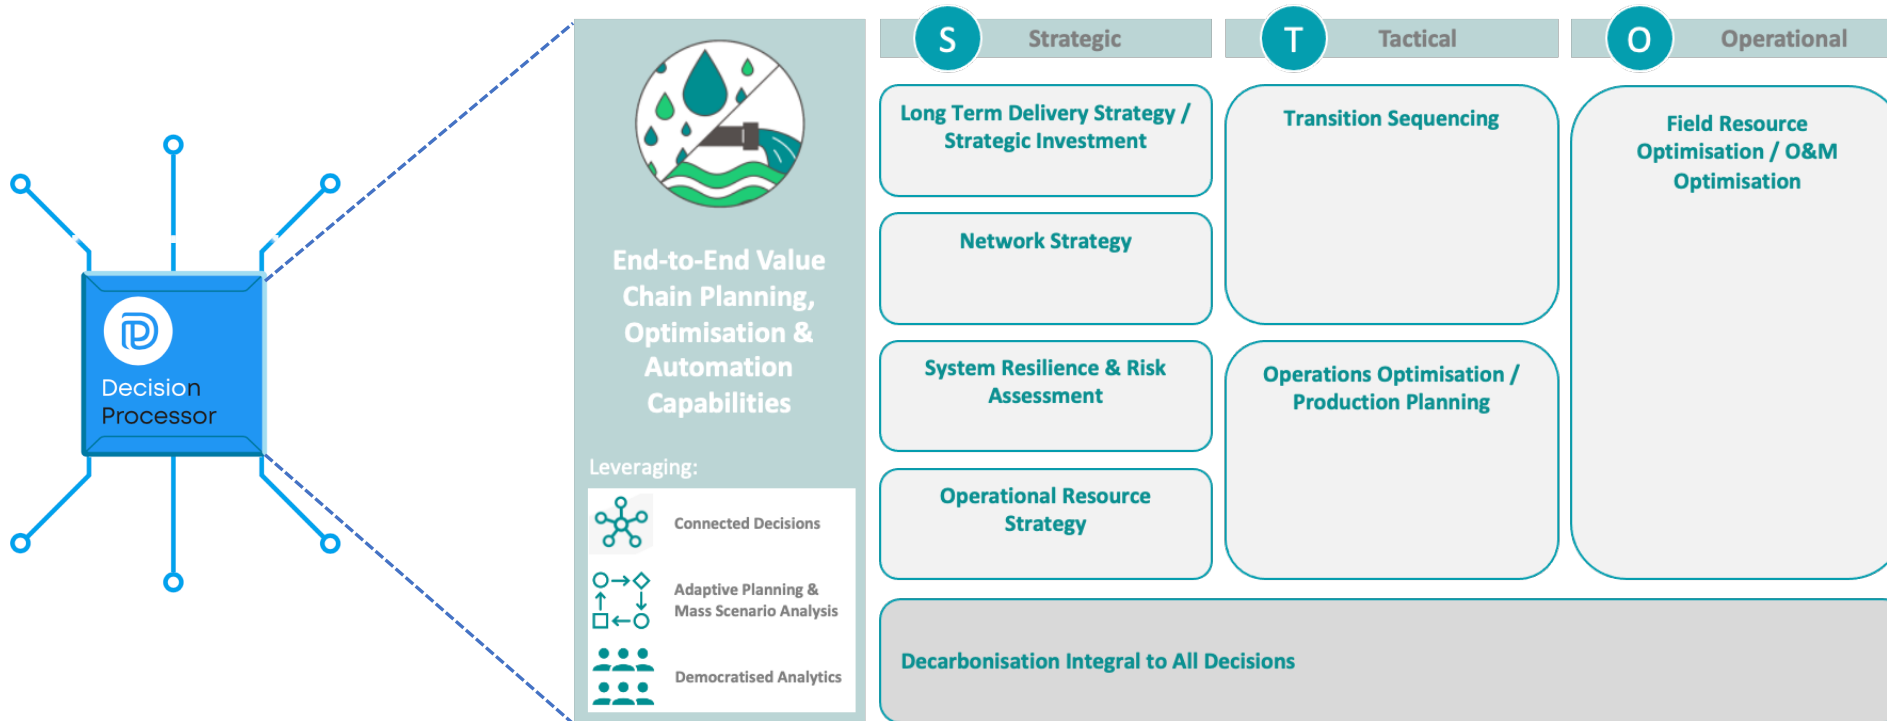 Decision
Processor
End-to-End Value
Chain Planning,
Optimisation &
Automation
Capabilities
Leveraging:
Connected Decisions
Adaptive Planning &
Mass Scenario Analysis
Democratised Analytics
S
Strategic
Long Term Delivery Strategy /
Strategic Investment
Network Strategy
System Resilience & Risk
Assessment
Operational Resource
Strategy
T
Tactical
Transition Sequencing
Operations Optimisation /
Production Planning
O
Operational
Field Resource
Optimisation / O&M
Optimisation
Decarbonisation Integral to All Decisions